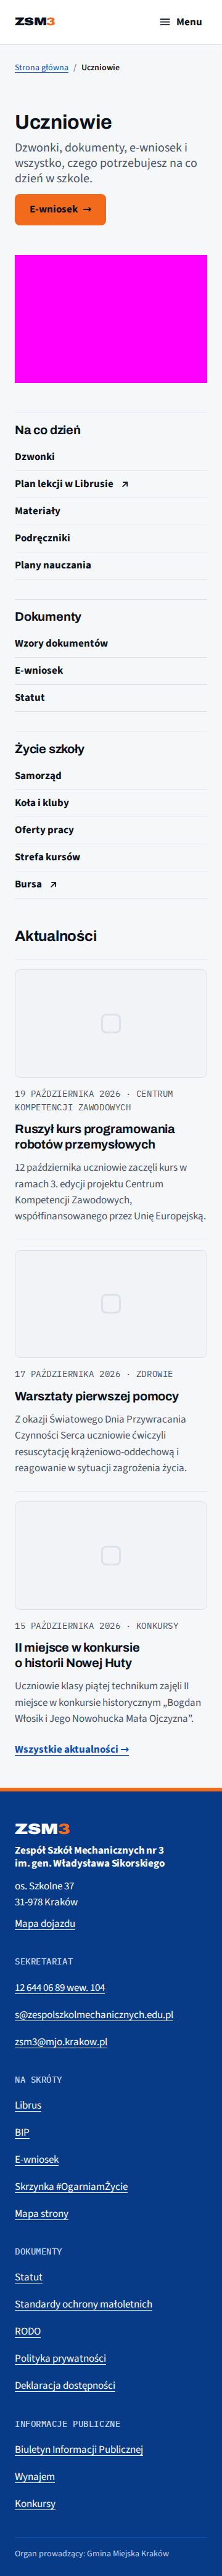 ZSM3
Menu
Strona główna / Uczniowie
Uczniowie
Dzwonki, dokumenty, e-wnioski i
wszystko, czego potrzebujesz na co
dzień w szkole.
E-wniosek →
Na co dzień
Dzwonki
Plan lekcji w Librusie ↗
Materiały
Podręczniki
Plany nauczania
Dokumenty
Wzory dokumentów
E-wniosek
Statut
Życie szkoły
Samorząd
Koła i kluby
Oferty pracy
Strefa kursów
Bursa ↗
Aktualności
19 PAŹDZIERNIKA 2026 · CENTRUM
KOMPETENCJI ZAWODOWYCH
Ruszył kurs programowania
robotów przemysłowych
12 października uczniowie zaczęli kurs w
ramach 3. edycji projektu Centrum
Kompetencji Zawodowych,
współfinansowanego przez Unię Europejską.
17 PAŹDZIERNIKA 2026 · ZDROWIE
Warsztaty pierwszej pomocy
Z okazji Światowego Dnia Przywracania
Czynności Serca uczniowie ćwiczyli
resuscytację krążeniowo-oddechową i
reagowanie w sytuacji zagrożenia życia.
15 PAŹDZIERNIKA 2026 · KONKURSY
II miejsce w konkursie
o historii Nowej Huty
Uczniowie klasy piątej technikum zajęli II
miejsce w konkursie historycznym „Bogdan
Włosik i Jego Nowohucka Mała Ojczyzna”.
Wszystkie aktualności →
ZSM3
Zespół Szkół Mechanicznych nr 3
im. gen. Władysława Sikorskiego
os. Szkolne 37
31-978 Kraków
Mapa dojazdu
SEKRETARIAT
12 644 06 89 wew. 104
s@zespolszkolmechanicznych.edu.pl
zsm3@mjo.krakow.pl
NA SKRÓTY
Librus
BIP
E-wniosek
Skrzynka #OgarniamŻycie
Mapa strony
DOKUMENTY
Statut
Standardy ochrony małoletnich
RODO
Polityka prywatności
Deklaracja dostępności
INFORMACJE PUBLICZNE
Biuletyn Informacji Publicznej
Wynajem
Konkursy
Organ prowadzący: Gmina Miejska Kraków